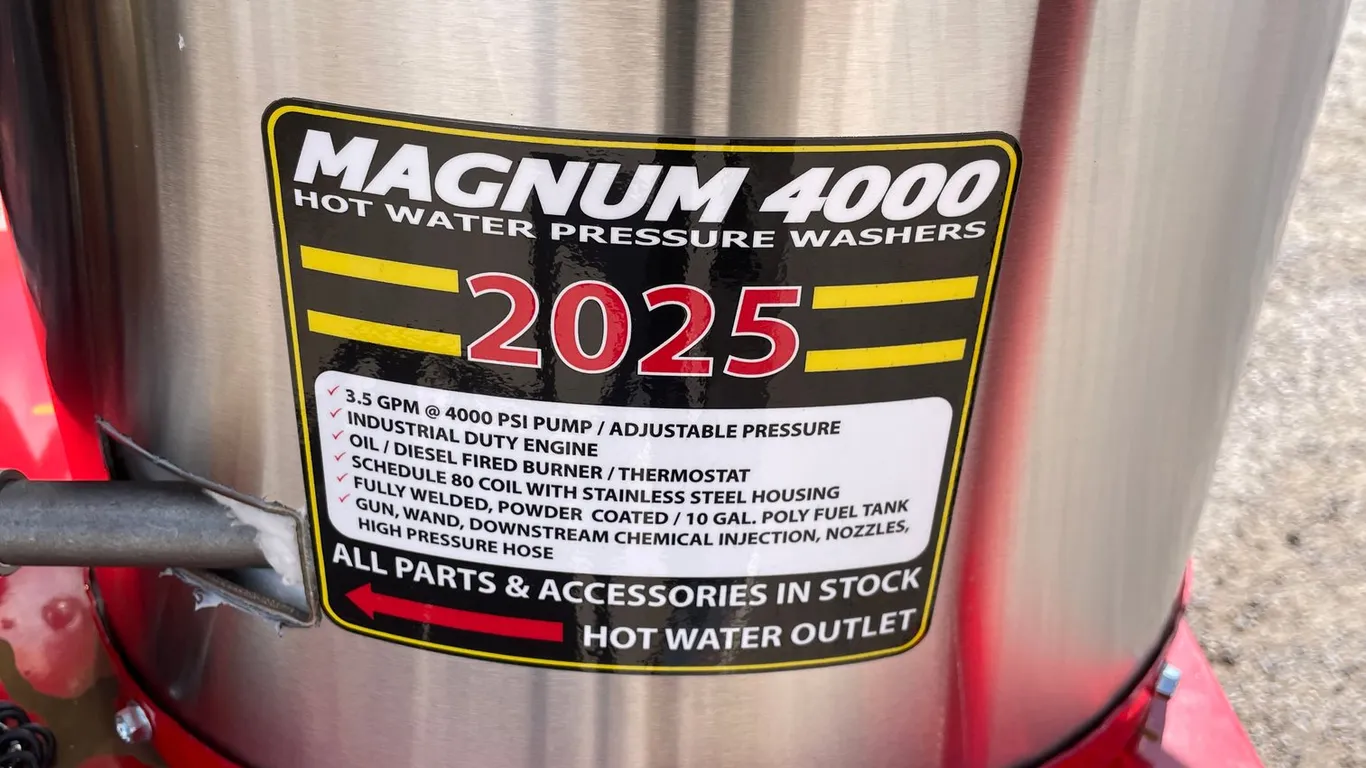 MAGNUM 4000
HOT WATER PRESSURE WASHERS
2025
3.5 GPM @ 4000 PSI PUMP / ADJUSTABLE PRESSURE
INDUSTRIAL DUTY ENGINE
OIL / DIESEL FIRED BURNER / THERMOSTAT
SCHEDULE 80 COIL WITH STAINLESS STEEL HOUSING
FULLY WELDED, POWDER COATED / 10 GAL. POLY FUEL TANK
GUN, WAND, DOWNSTREAM CHEMICAL INJECTION, NOZZLES,
HIGH PRESSURE HOSE
ALL PARTS & ACCESSORIES IN STOCK
HOT WATER OUTLET